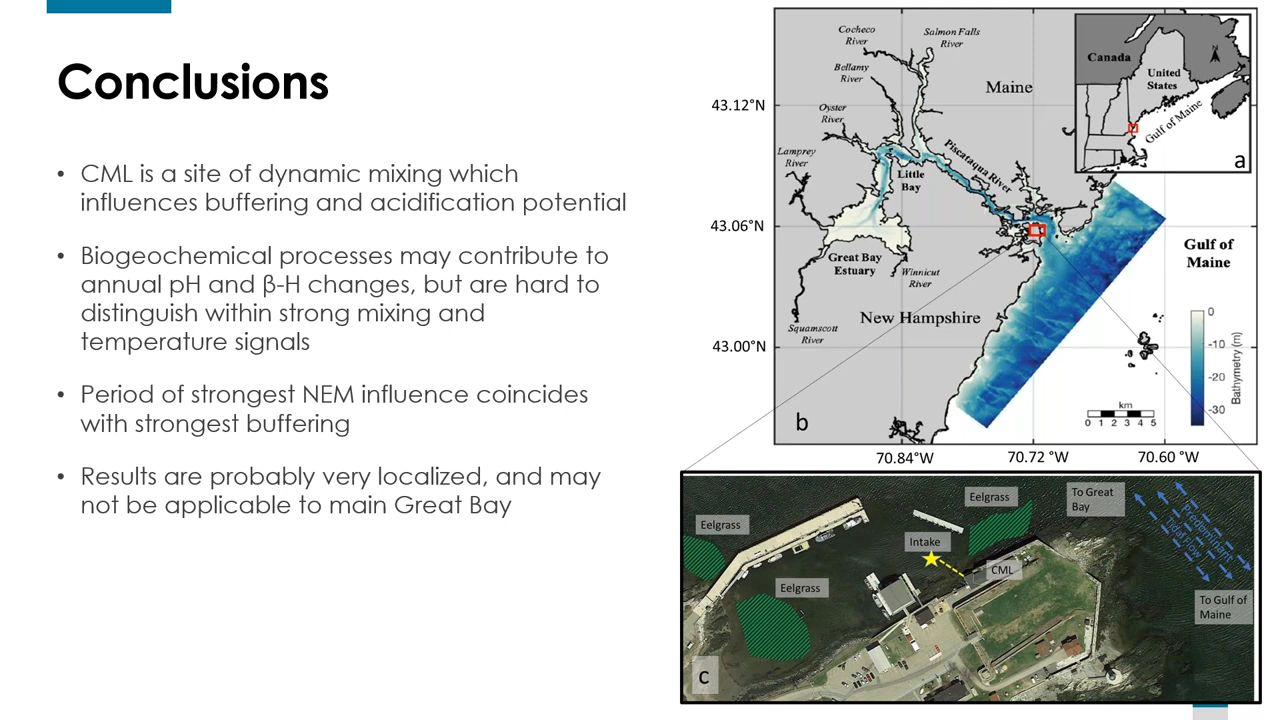 Conclusions
• CML is a site of dynamic mixing which
influences buffering and acidification potential
• Biogeochemical processes may contribute to
annual pH and β-H changes, but are hard to
distinguish within strong mixing and
temperature signals
• Period of strongest NEM influence coincides
with strongest buffering
• Results are probably very localized, and may
not be applicable to main Great Bay
Cocheco
River
Salmon Falls
River
Bellamy
River
Maine
Oyster
River
Lamprey
River
Piscataqua River
Little
Bay
Great Bay
Estuary
Winnicut
River
Squamscott
River
New Hampshire
Gulf of
Maine
43.12°N
43.06°N
43.00°N
70.84°W
70.72 °W
70.60 °W
0
-10
-20
-30
Bathymetry (m)
km
0 1 2 3 4 5
b
Canada
N
United
States
Gulf of Maine
a
Eelgrass
Eelgrass
Eelgrass
Intake
CML
To Great
Bay
Predominant
Tidal Flow
To Gulf of
Maine
c